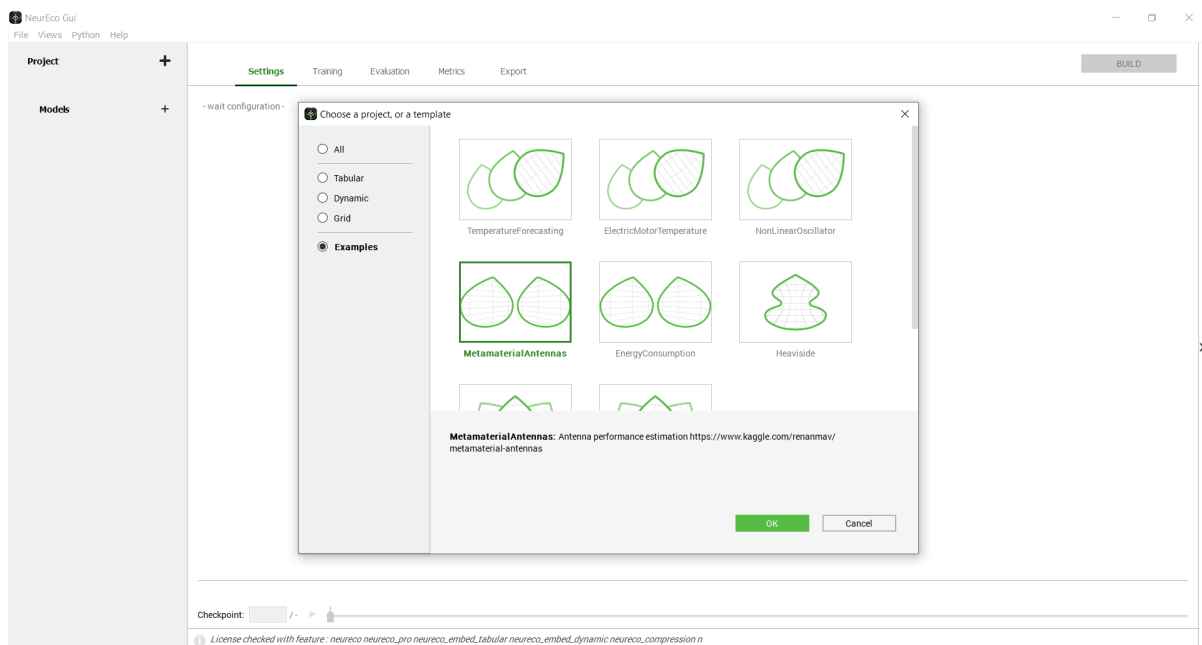 NeurEco Gui
File Views Python Help
Project +
Settings Training Evaluation Metrics Export
BUILD
Models +
- wait configuration -
Choose a project, or a template
All
Tabular
Dynamic
Grid
Examples
TemperatureForecasting ElectricMotorTemperature NonLinearOscillator
MetamaterialAntennas EnergyConsumption Heaviside
MetamaterialAntennas: Antenna performance estimation https://www.kaggle.com/renanmav/
metamaterial-antennas
OK Cancel
Checkpoint: / -
License checked with feature : neureco neureco_pro neureco_embed_tabular neureco_embed_dynamic neureco_compression n